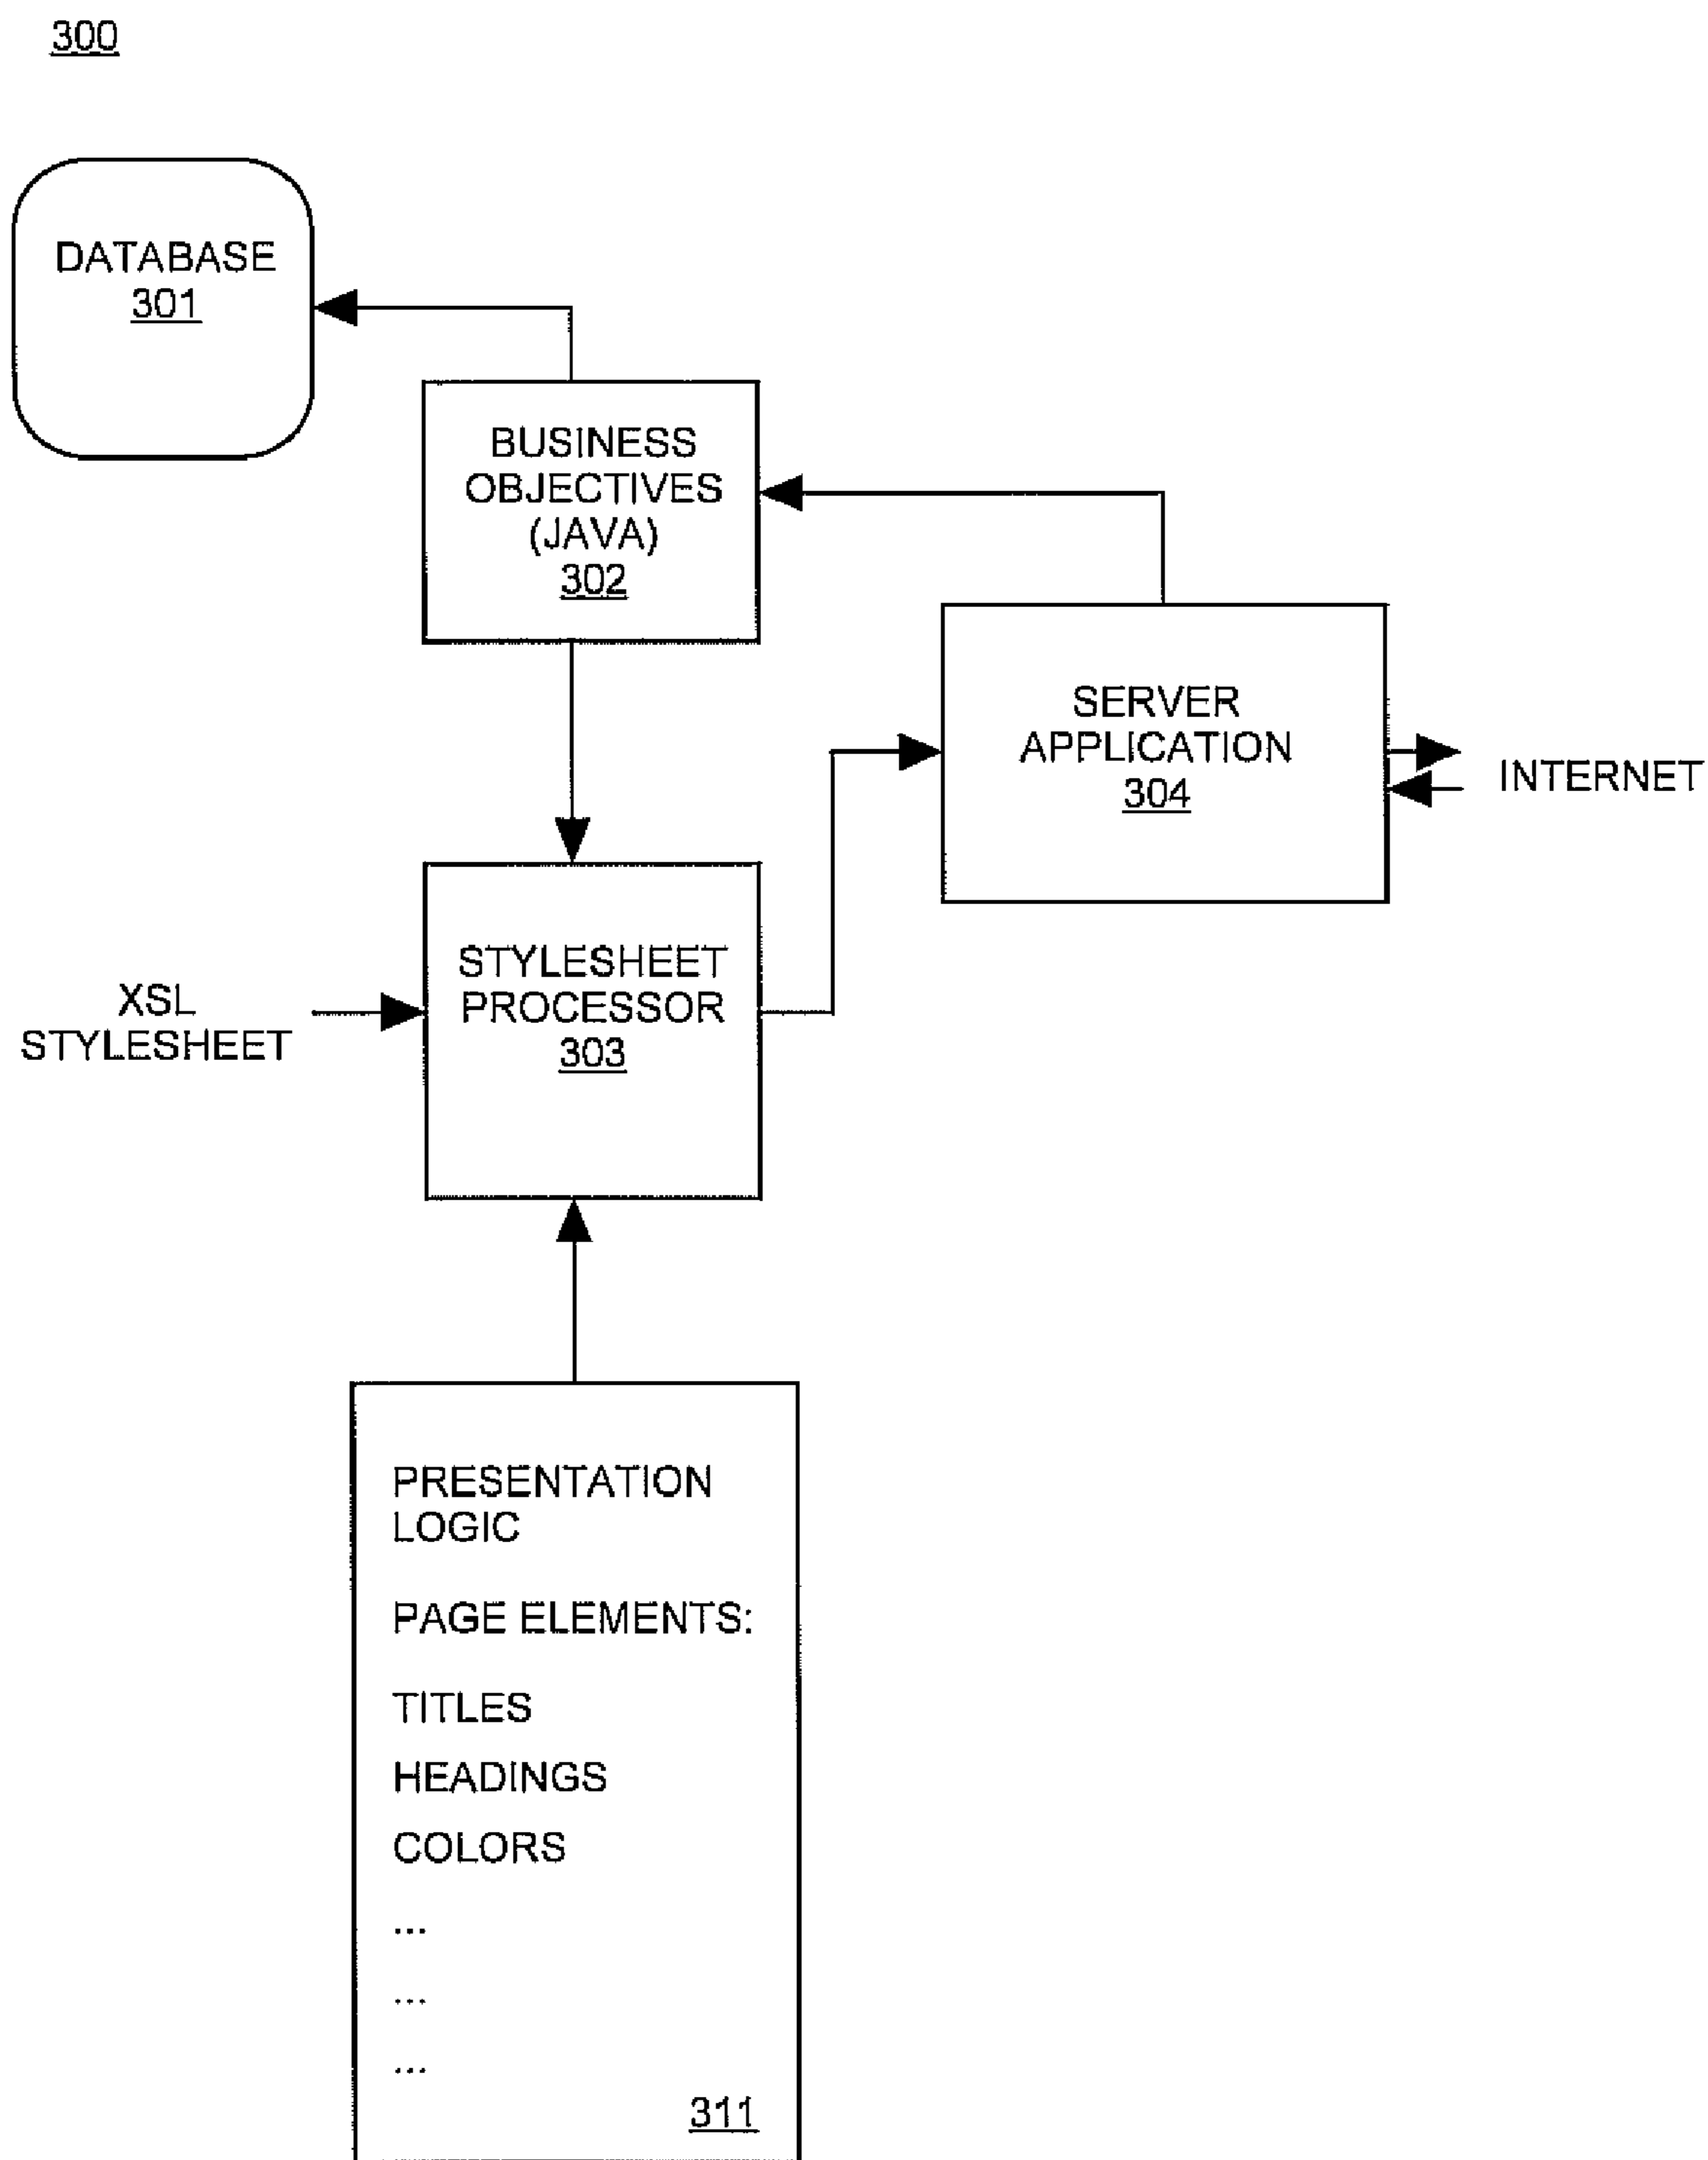 300
DATABASE
301
BUSINESS
OBJECTIVES
(JAVA)
302
SERVER
APPLICATION
304
INTERNET
XSL
STYLESHEET
STYLESHEET
PROCESSOR
303
PRESENTATION
LOGIC
PAGE ELEMENTS:
TITLES
HEADINGS
COLORS
...
...
...
311